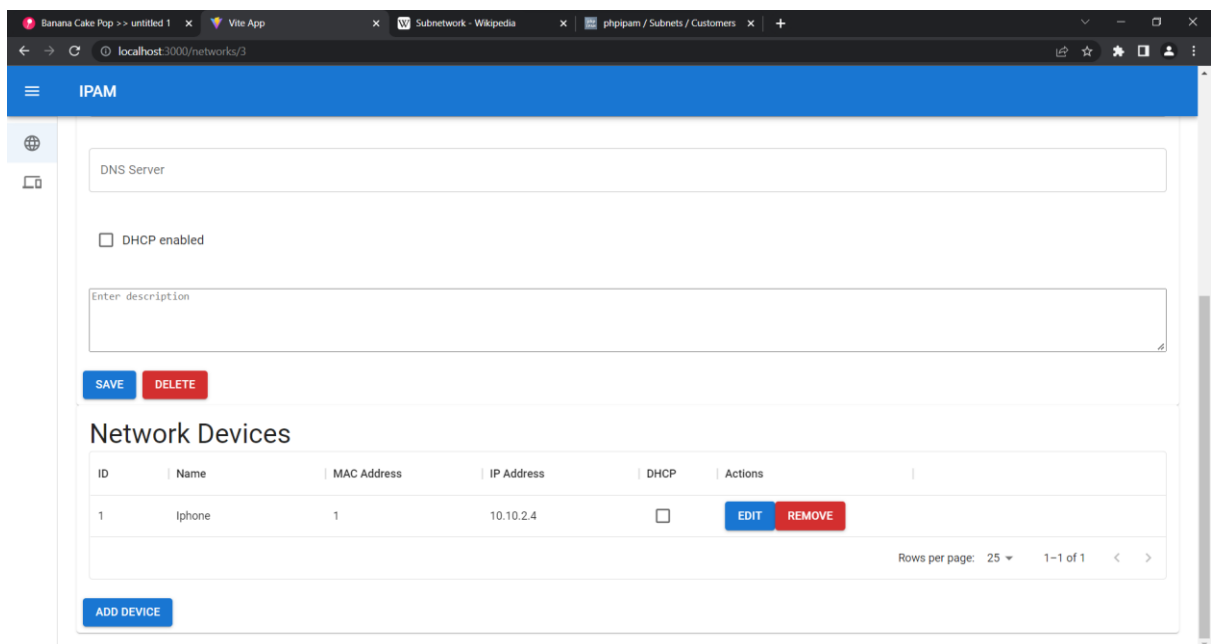 Banana Cake Pop >> untitled 1 Vite App Subnetwork - Wikipedia phpipam / Subnets / Customers
localhost:3000/networks/3
IPAM
DNS Server
DHCP enabled
Enter description
SAVE DELETE
Network Devices
ID Name MAC Address IP Address DHCP Actions
1 Iphone 1 10.10.2.4 EDIT REMOVE
Rows per page: 25 1–1 of 1
ADD DEVICE